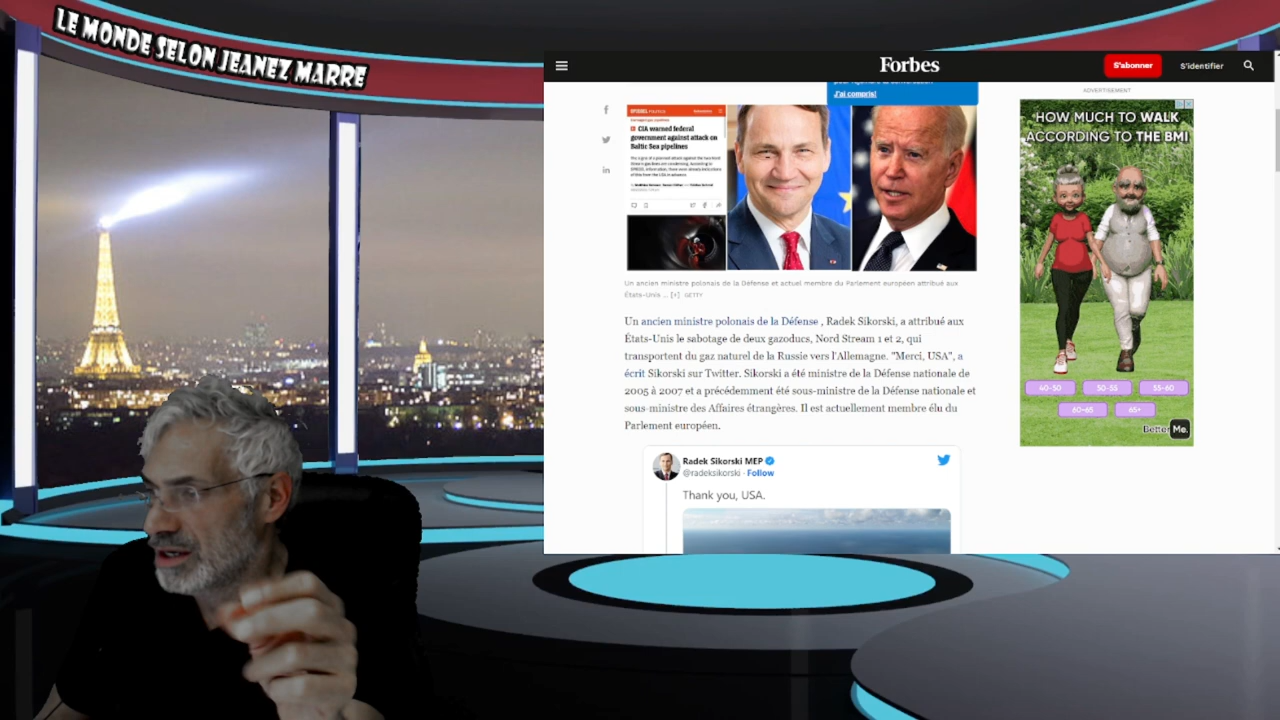 LE MONDE SELON JEANEZ MARRE
Forbes
S'abonner
S'identifier
J'ai compris!
ADVERTISEMENT
HOW MUCH TO WALK
ACCORDING TO THE BMI
CIA warned federal
government against attack on
Baltic Sea pipelines
Un ancien ministre polonais de la Défense et actuel membre du Parlement européen attribué aux
États-Unis ... [+] GETTY
Un ancien ministre polonais de la Défense , Radek Sikorski, a attribué aux
États-Unis le sabotage de deux gazoducs, Nord Stream 1 et 2, qui
transportent du gaz naturel de la Russie vers l'Allemagne. "Merci, USA", a
écrit Sikorski sur Twitter. Sikorski a été ministre de la Défense nationale de
2005 à 2007 et a précédemment été sous-ministre de la Défense nationale et
sous-ministre des Affaires étrangères. Il est actuellement membre élu du
Parlement européen.
40-50 50-55 55-60
60-65 65+
Better Me.
Radek Sikorski MEP
@radeksikorski · Follow
Thank you, USA.